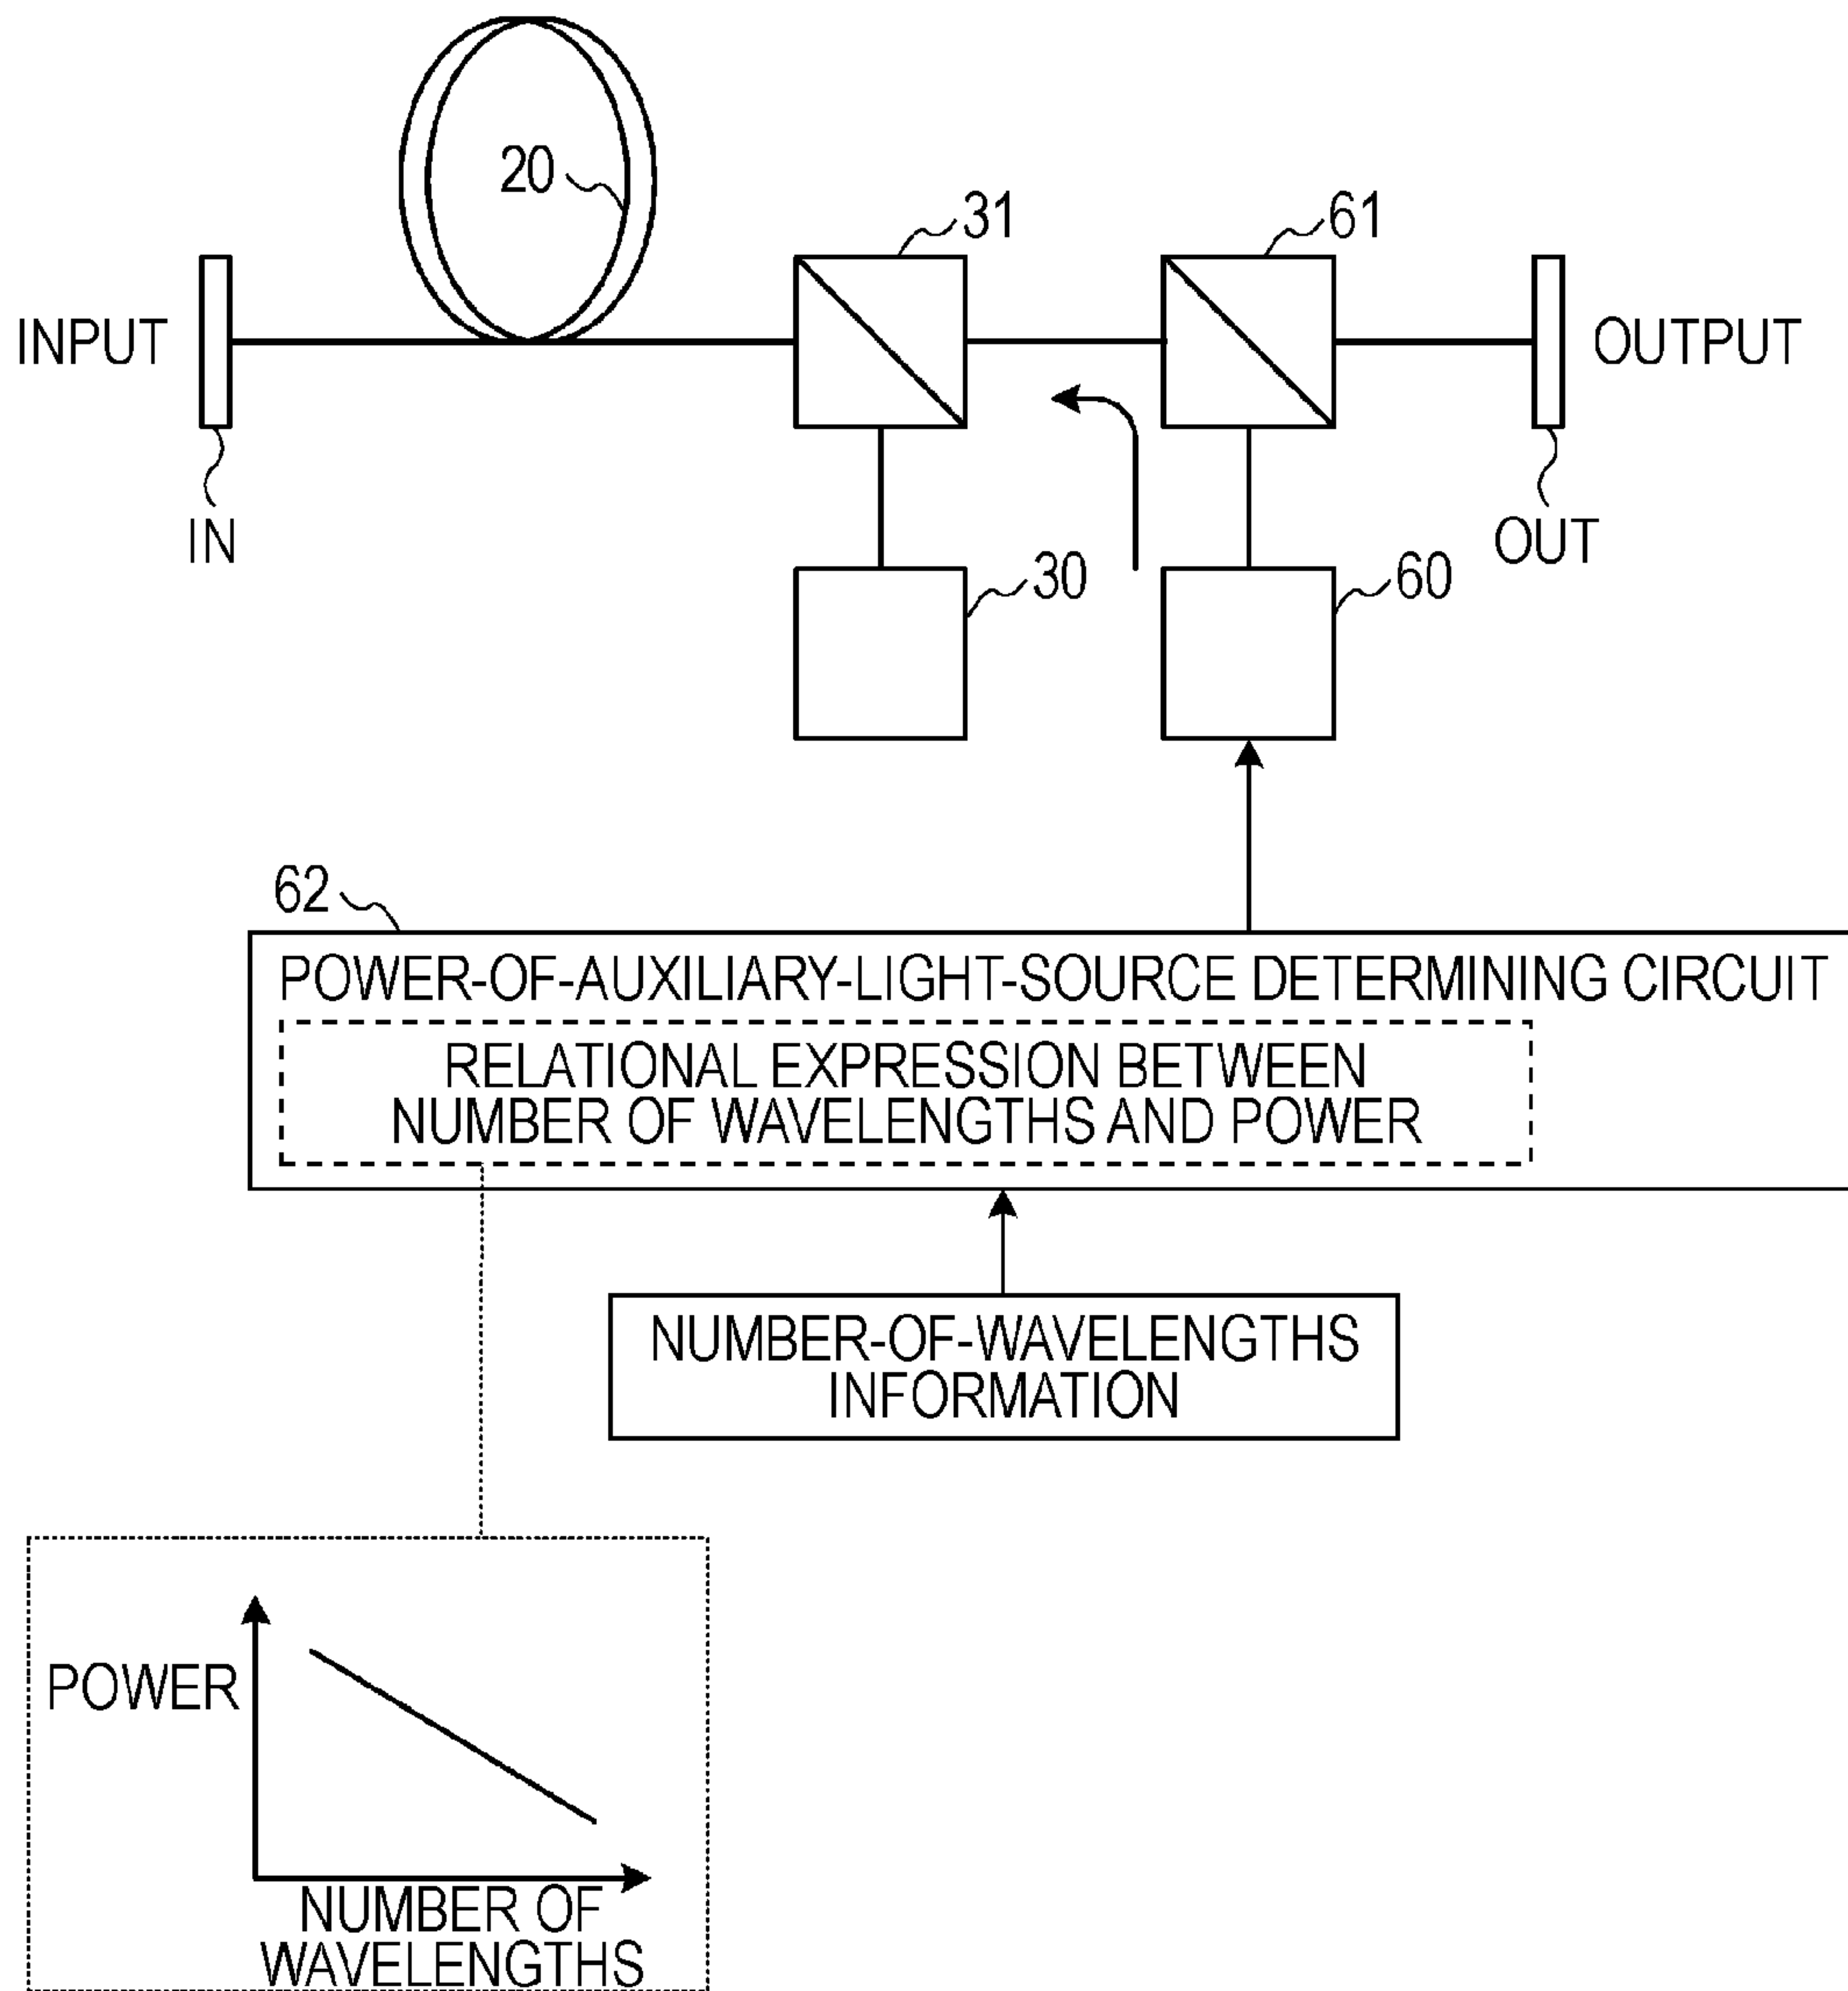 20
31
61
INPUT
OUTPUT
IN
OUT
30
60
62
POWER-OF-AUXILIARY-LIGHT-SOURCE DETERMINING CIRCUIT
RELATIONAL EXPRESSION BETWEEN
NUMBER OF WAVELENGTHS AND POWER
NUMBER-OF-WAVELENGTHS
INFORMATION
POWER
NUMBER OF
WAVELENGTHS